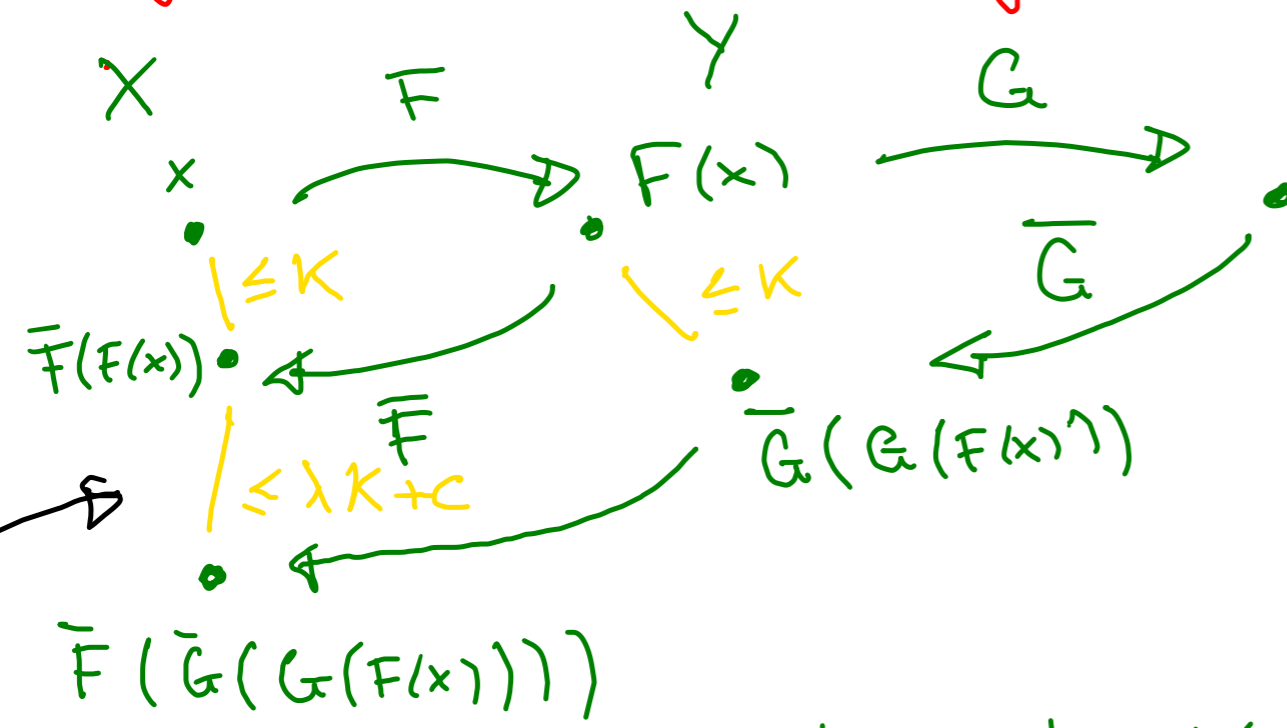 X F Y G
x F(x)
≤ K ≤ K G̅
F̅(F(x))
F̅
G̅(G(F(x)))
≤ λK+C
F̅(G̅(G(F(x))))